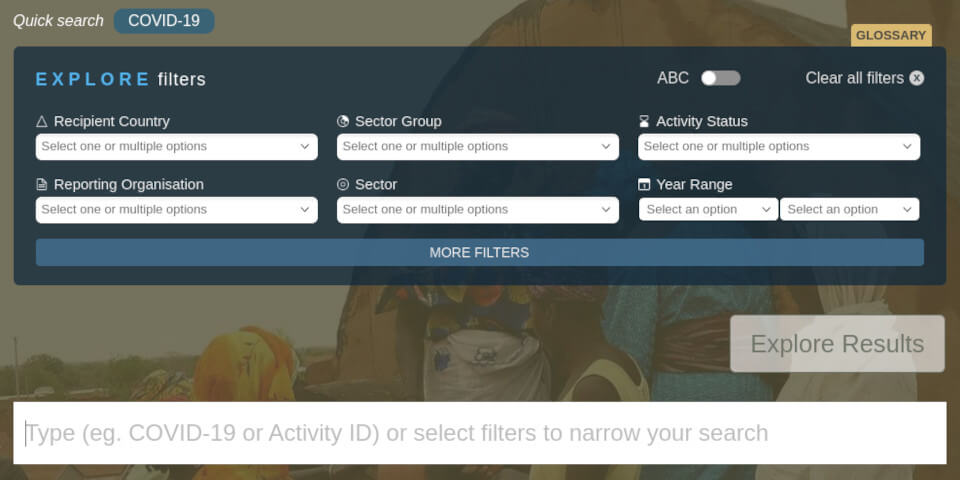 Quick search COVID-19
GLOSSARY
EXPLORE filters ABC Clear all filters x
Recipient Country Sector Group Activity Status
Select one or multiple options Select one or multiple options Select one or multiple options
Reporting Organisation Sector Year Range
Select one or multiple options Select one or multiple options Select an option Select an option
MORE FILTERS
Explore Results
Type (eg. COVID-19 or Activity ID) or select filters to narrow your search